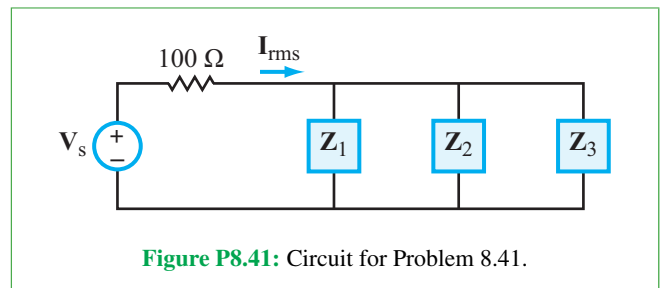 100 Ω
I_rms
V_s
+
−
Z_1
Z_2
Z_3
Figure P8.41: Circuit for Problem 8.41.